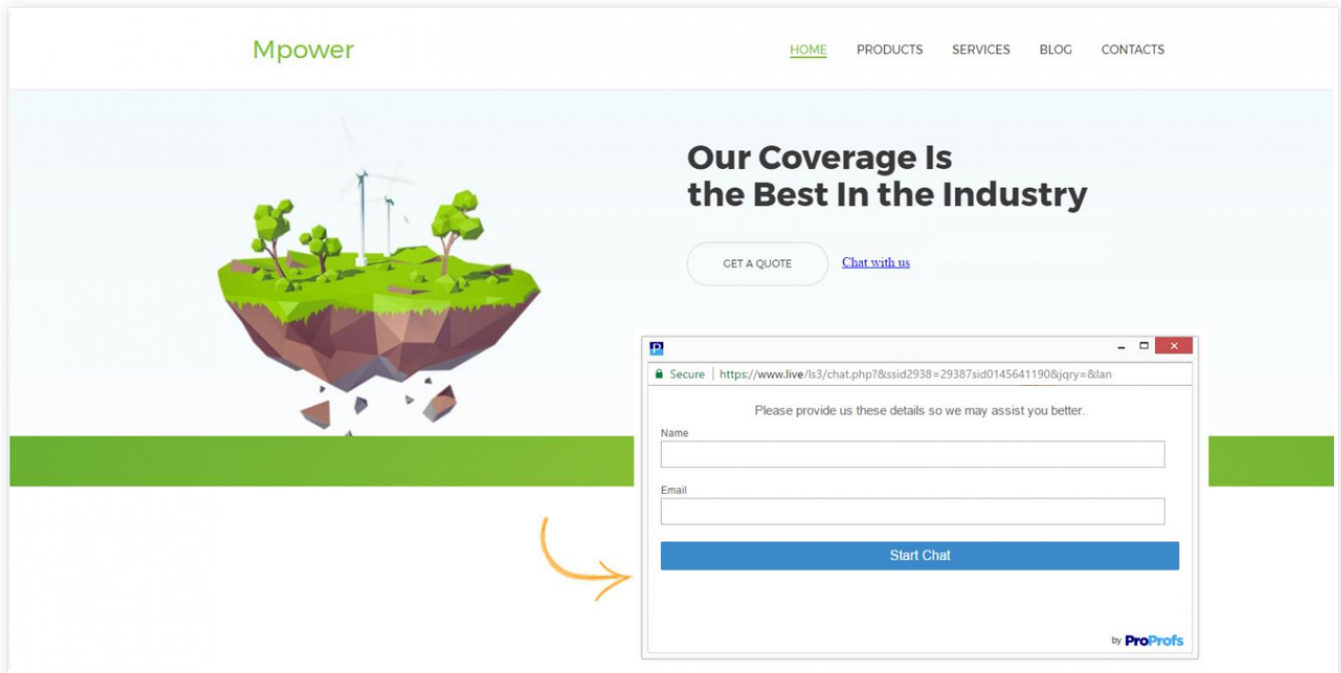 Mpower
HOME PRODUCTS SERVICES BLOG CONTACTS
Our Coverage Is
the Best In the Industry
GET A QUOTE Chat with us
P
Secure https://www.live/ls3/chat.php?&ssid2938=29387sid0145641190&jqry=&lan
Please provide us these details so we may assist you better.
Name
Email
Start Chat
by ProProfs